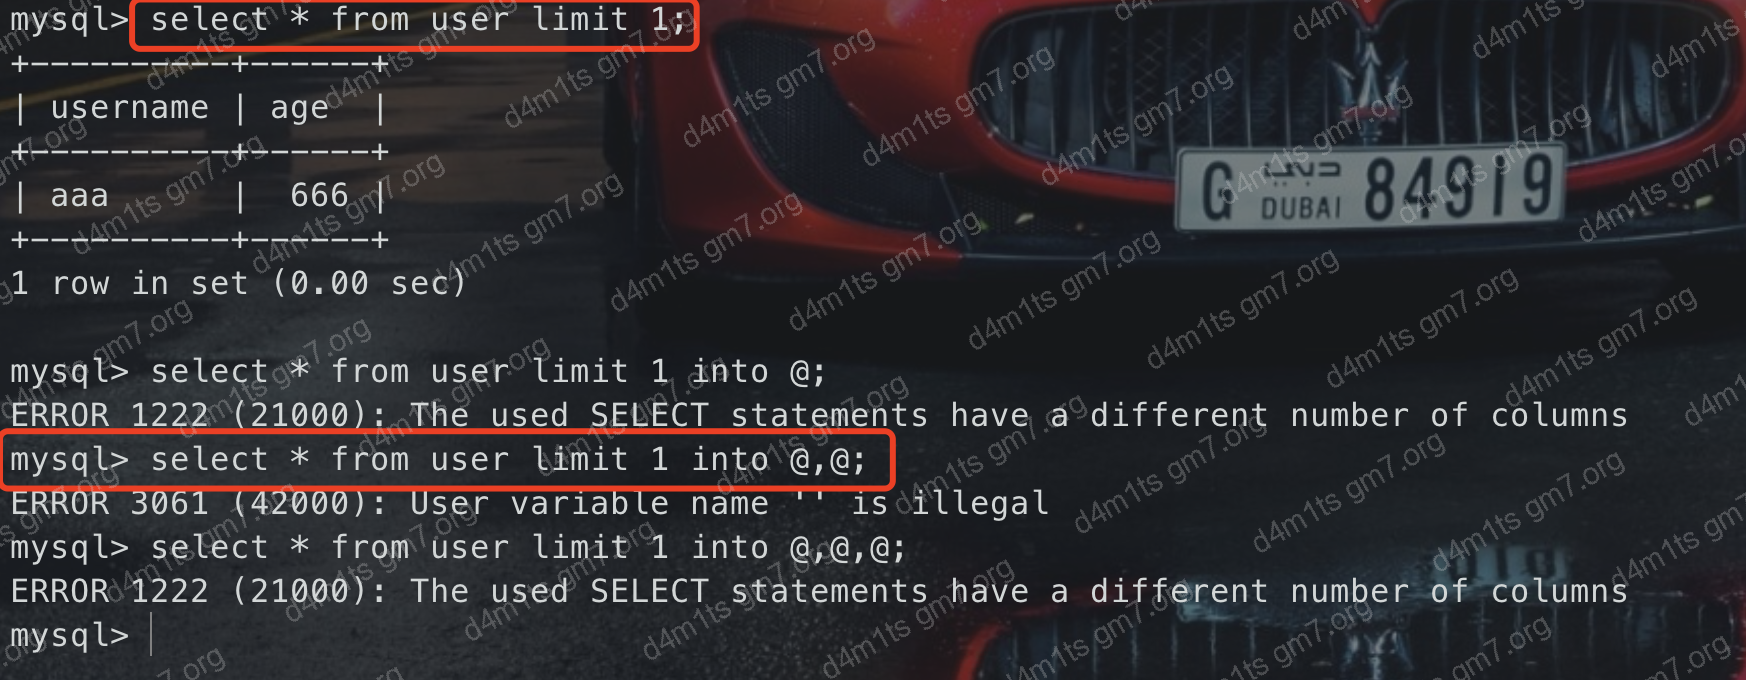 mysql> select * from user limit 1;
+----------+------+
| username | age  |
+----------+------+
| aaa      |  666 |
+----------+------+
1 row in set (0.00 sec)
mysql> select * from user limit 1 into @;
ERROR 1222 (21000): The used SELECT statements have a different number of columns
mysql> select * from user limit 1 into @,@;
ERROR 3061 (42000): User variable name '' is illegal
mysql> select * from user limit 1 into @,@,@;
ERROR 1222 (21000): The used SELECT statements have a different number of columns
mysql>
G دبي DUBAI 84919
d4m1ts gm7.org